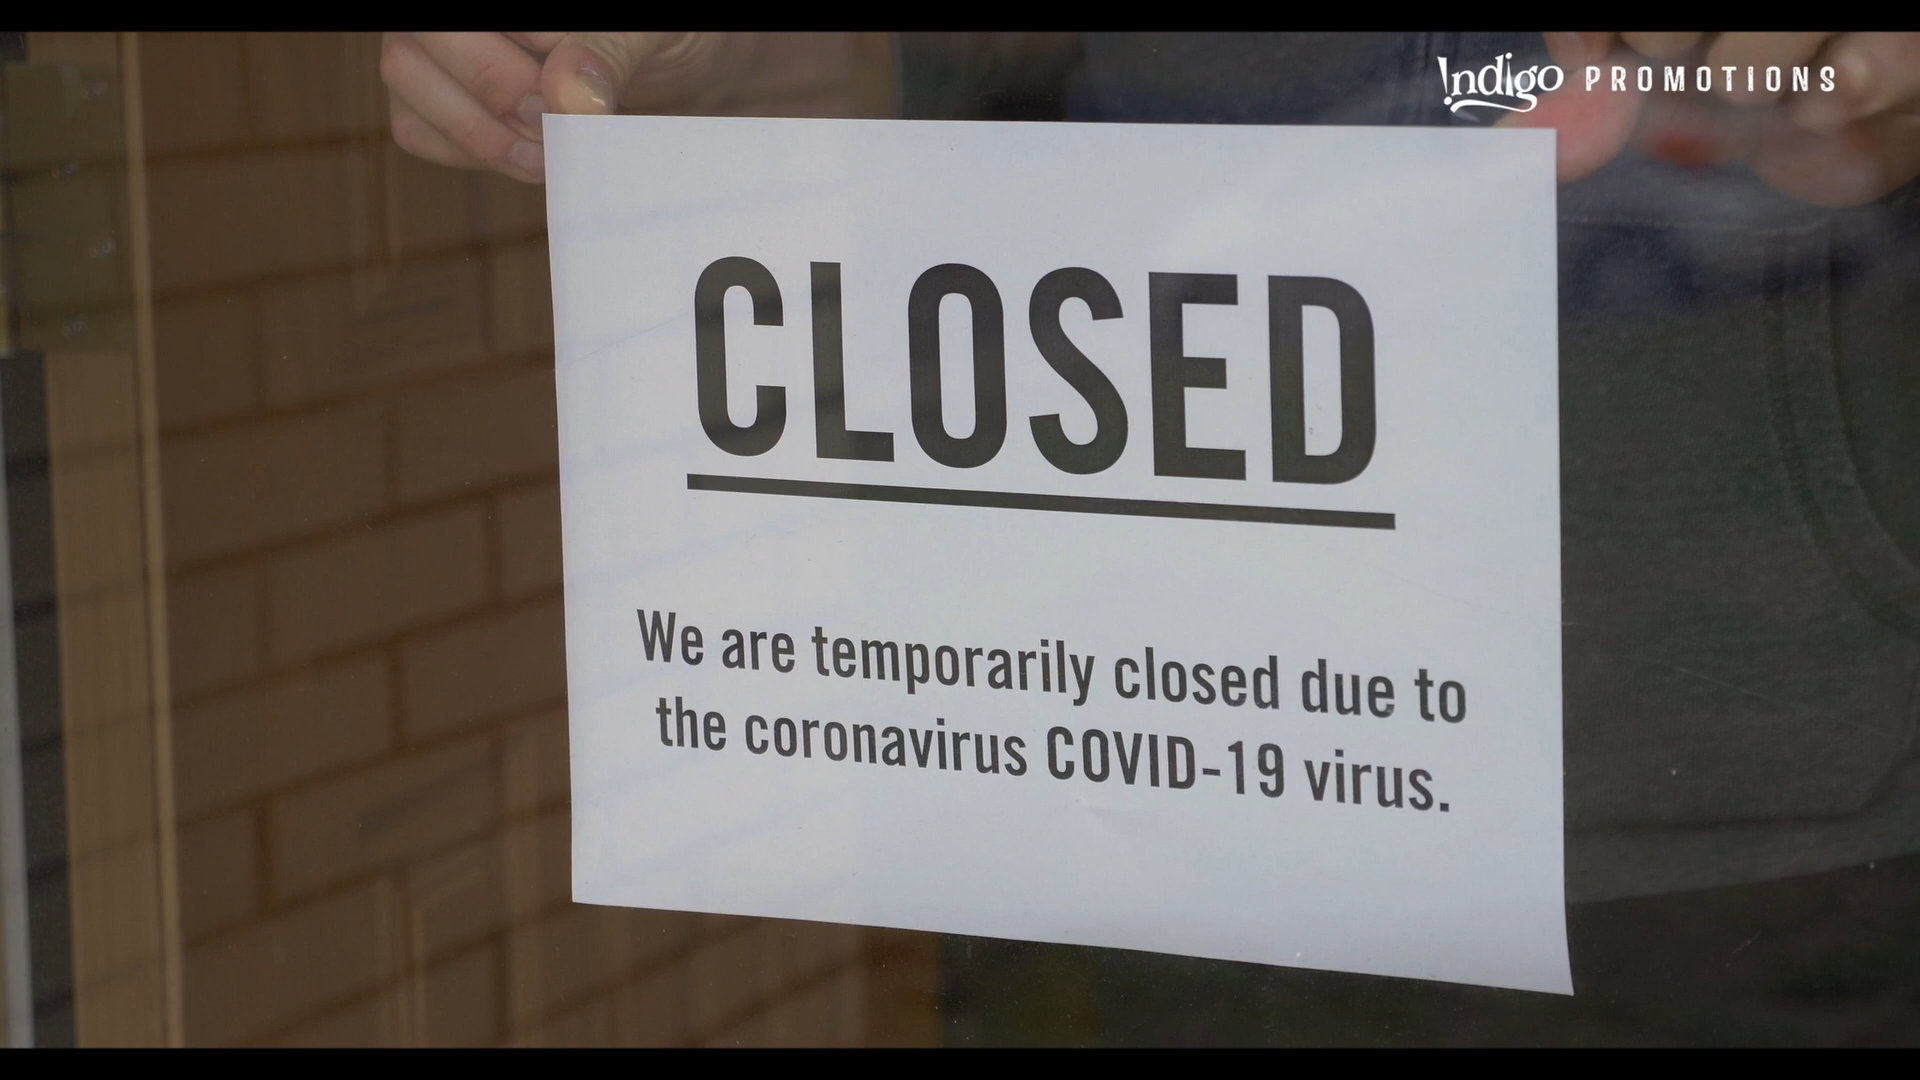 Indigo PROMOTIONS
CLOSED
We are temporarily closed due to
the coronavirus COVID-19 virus.